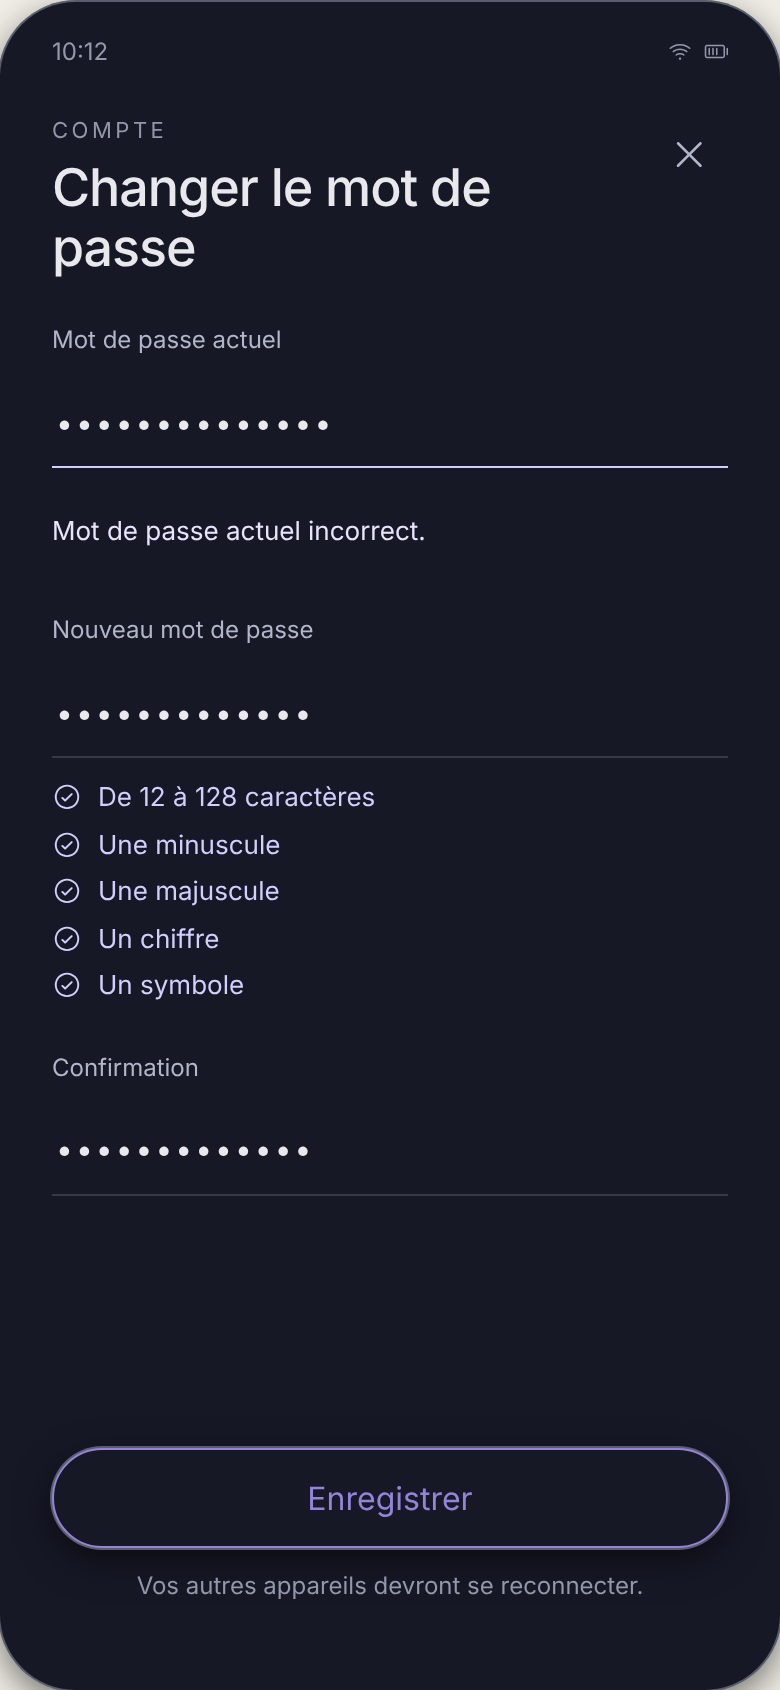 10:12
COMPTE
Changer le mot de
passe
Mot de passe actuel
••••••••••••••
Mot de passe actuel incorrect.
Nouveau mot de passe
•••••••••••••
De 12 à 128 caractères
Une minuscule
Une majuscule
Un chiffre
Un symbole
Confirmation
•••••••••••••
Enregistrer
Vos autres appareils devront se reconnecter.